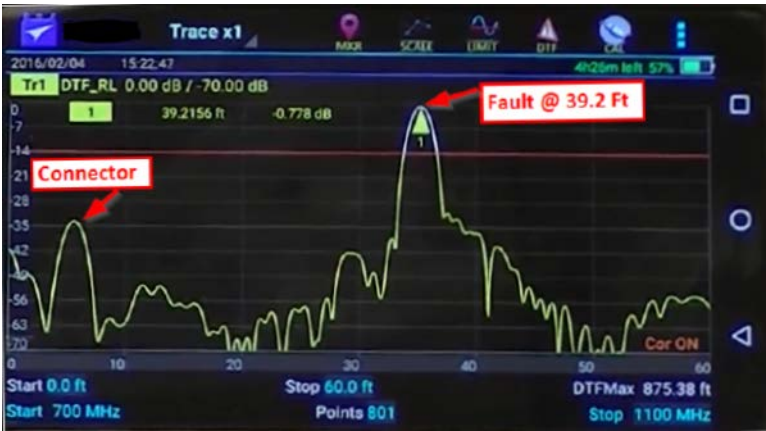 Trace x1
MKR SCALE LIMIT DTF CAL
2016/02/04 15:22:47 4h26m left 57%
Tr1 DTF_RL 0.00 dB / -70.00 dB
1 39.2156 ft -0.778 dB
Fault @ 39.2 Ft
1
Connector
0
-7
-14
-21
-28
-35
-42
-49
-56
-63
-70
Cor ON
0 10 20 30 40 50 60
Start 0.0 ft Stop 60.0 ft DTFMax 875.38 ft
Start 700 MHz Points 801 Stop 1100 MHz